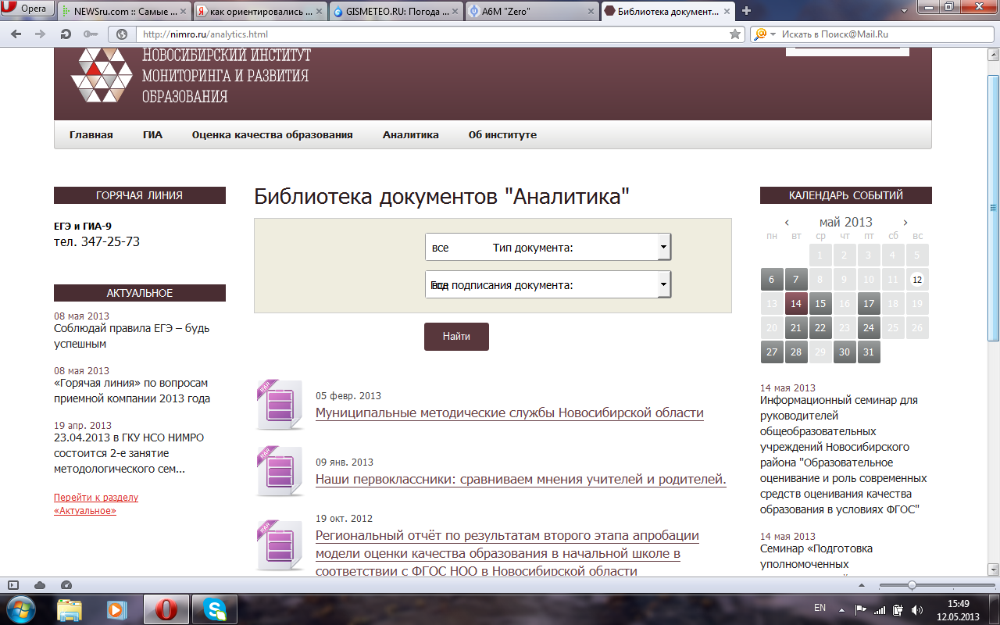 Opera
NEWSru.com :: Самые ...
как ориентировались ...
GISMETEO.RU: Погода ...
А6М "Zero"
Библиотека документ...
http://nimro.ru/analytics.html
Искать в Поиск@Mail.Ru
НОВОСИБИРСКИЙ ИНСТИТУТ
МОНИТОРИНГА И РАЗВИТИЯ
ОБРАЗОВАНИЯ
Главная ГИА Оценка качества образования Аналитика Об институте
ГОРЯЧАЯ ЛИНИЯ
ЕГЭ и ГИА-9
тел. 347-25-73
АКТУАЛЬНОЕ
08 мая 2013
Соблюдай правила ЕГЭ – будь
успешным
08 мая 2013
«Горячая линия» по вопросам
приемной компании 2013 года
19 апр. 2013
23.04.2013 в ГКУ НСО НИМРО
состоится 2-е занятие
методологического сем...
Перейти к разделу
«Актуальное»
Библиотека документов "Аналитика"
все Тип документа:
все Год подписания документа:
Найти
05 февр. 2013
Муниципальные методические службы Новосибирской области
09 янв. 2013
Наши первоклассники: сравниваем мнения учителей и родителей.
19 окт. 2012
Региональный отчёт по результатам второго этапа апробации
модели оценки качества образования в начальной школе в
соответствии с ФГОС НОО в Новосибирской области
КАЛЕНДАРЬ СОБЫТИЙ
‹ май 2013 ›
пн вт ср чт пт сб вс
1 2 3 4 5
6 7 8 9 10 11 12
13 14 15 16 17 18 19
20 21 22 23 24 25 26
27 28 29 30 31
14 мая 2013
Информационный семинар для
руководителей
общеобразовательных
учреждений Новосибирского
района "Образовательное
оценивание и роль современных
средств оценивания качества
образования в условиях ФГОС"
14 мая 2013
Семинар «Подготовка
уполномоченных
EN
15:49
12.05.2013